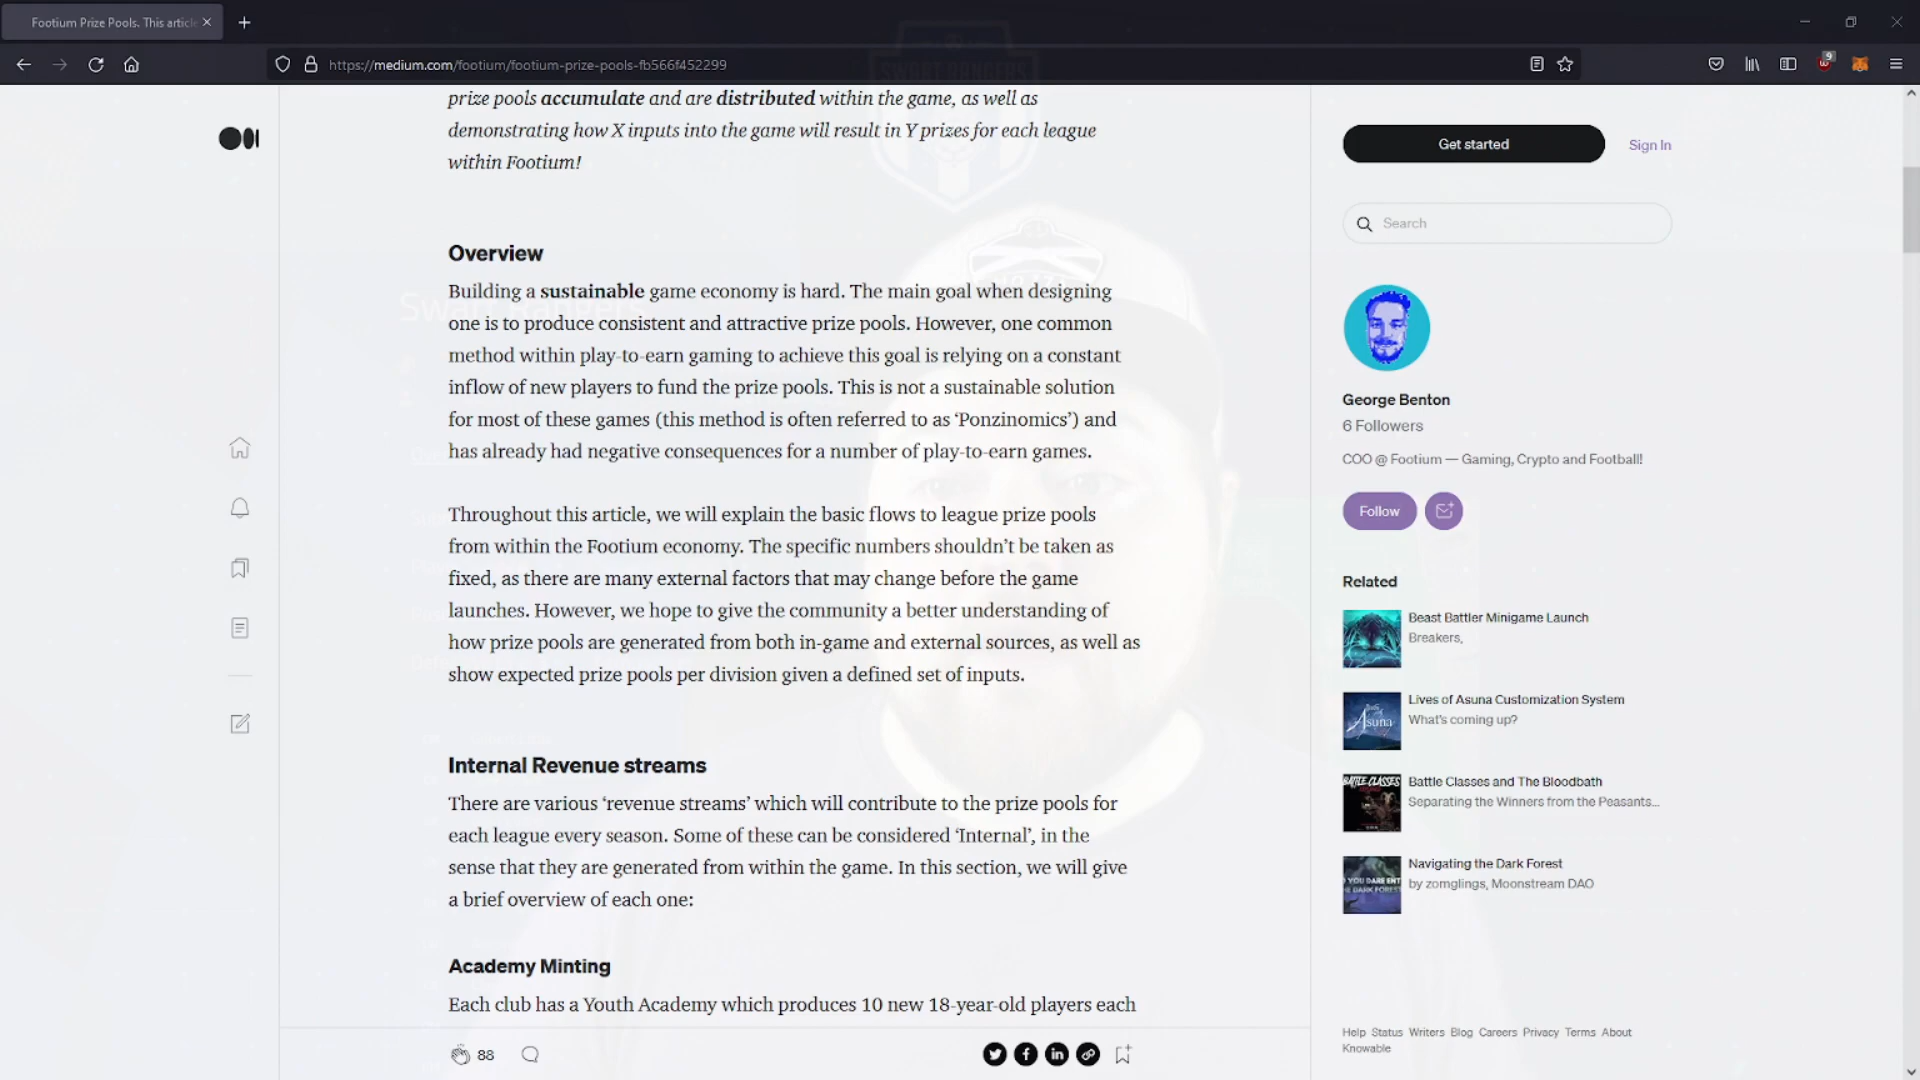 Footium Prize Pools. This article
https://medium.com/footium/footium-prize-pools-fb566f452299
9
prize pools accumulate and are distributed within the game, as well as
demonstrating how X inputs into the game will result in Y prizes for each league
within Footium!
Overview
Building a sustainable game economy is hard. The main goal when designing
one is to produce consistent and attractive prize pools. However, one common
method within play-to-earn gaming to achieve this goal is relying on a constant
inflow of new players to fund the prize pools. This is not a sustainable solution
for most of these games (this method is often referred to as ‘Ponzinomics’) and
has already had negative consequences for a number of play-to-earn games.
Throughout this article, we will explain the basic flows to league prize pools
from within the Footium economy. The specific numbers shouldn’t be taken as
fixed, as there are many external factors that may change before the game
launches. However, we hope to give the community a better understanding of
how prize pools are generated from both in-game and external sources, as well as
show expected prize pools per division given a defined set of inputs.
Internal Revenue streams
There are various ‘revenue streams’ which will contribute to the prize pools for
each league every season. Some of these can be considered ‘Internal’, in the
sense that they are generated from within the game. In this section, we will give
a brief overview of each one:
Academy Minting
Each club has a Youth Academy which produces 10 new 18-year-old players each
88
Get started
Sign In
Search
George Benton
6 Followers
COO @ Footium — Gaming, Crypto and Football!
Follow
Related
Beast Battler Minigame Launch
Breakers,
Lives of Asuna Customization System
What's coming up?
Asuna
Battle Classes and The Bloodbath
Separating the Winners from the Peasants...
BATTLE CLASSES
Navigating the Dark Forest
by zomglings, Moonstream DAO
Help Status Writers Blog Careers Privacy Terms About
Knowable